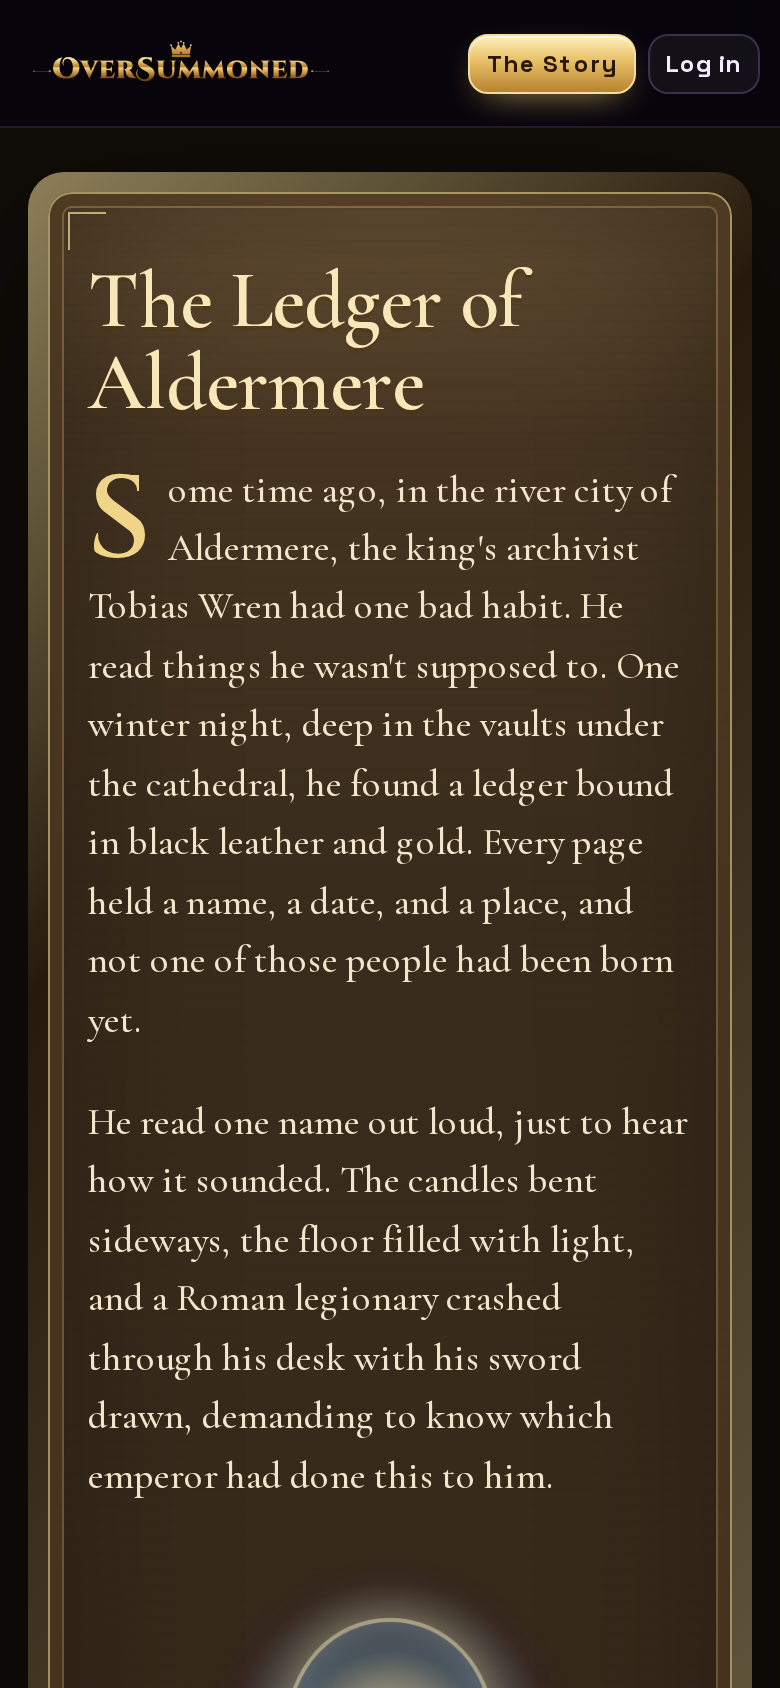 OverSummoned
The Story
Log in
The Ledger of
Aldermere
Some time ago, in the river city of
Aldermere, the king's archivist
Tobias Wren had one bad habit. He
read things he wasn't supposed to. One
winter night, deep in the vaults under
the cathedral, he found a ledger bound
in black leather and gold. Every page
held a name, a date, and a place, and
not one of those people had been born
yet.
He read one name out loud, just to hear
how it sounded. The candles bent
sideways, the floor filled with light,
and a Roman legionary crashed
through his desk with his sword
drawn, demanding to know which
emperor had done this to him.